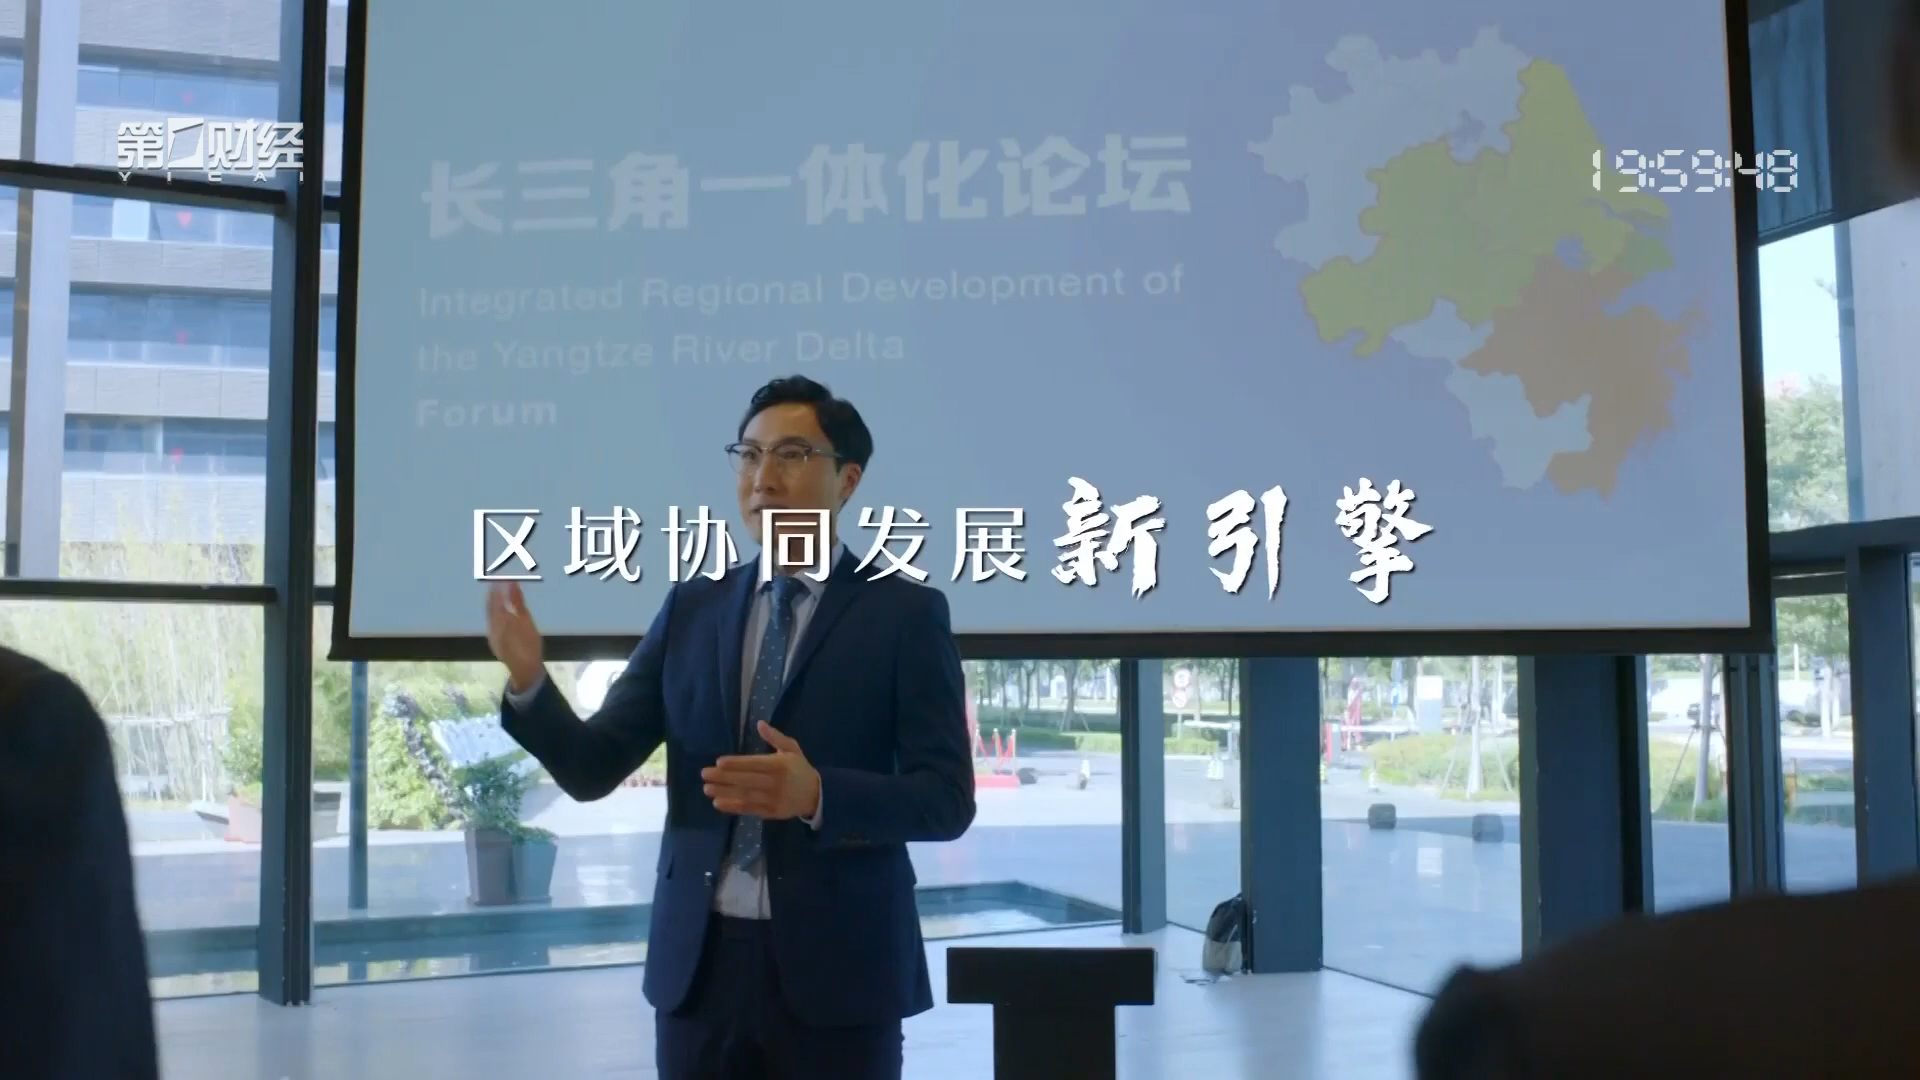 第一财经
YICAI
19:59:48
长三角一体化论坛
Integrated Regional Development of
the Yangtze River Delta
Forum
区域协同发展新引擎